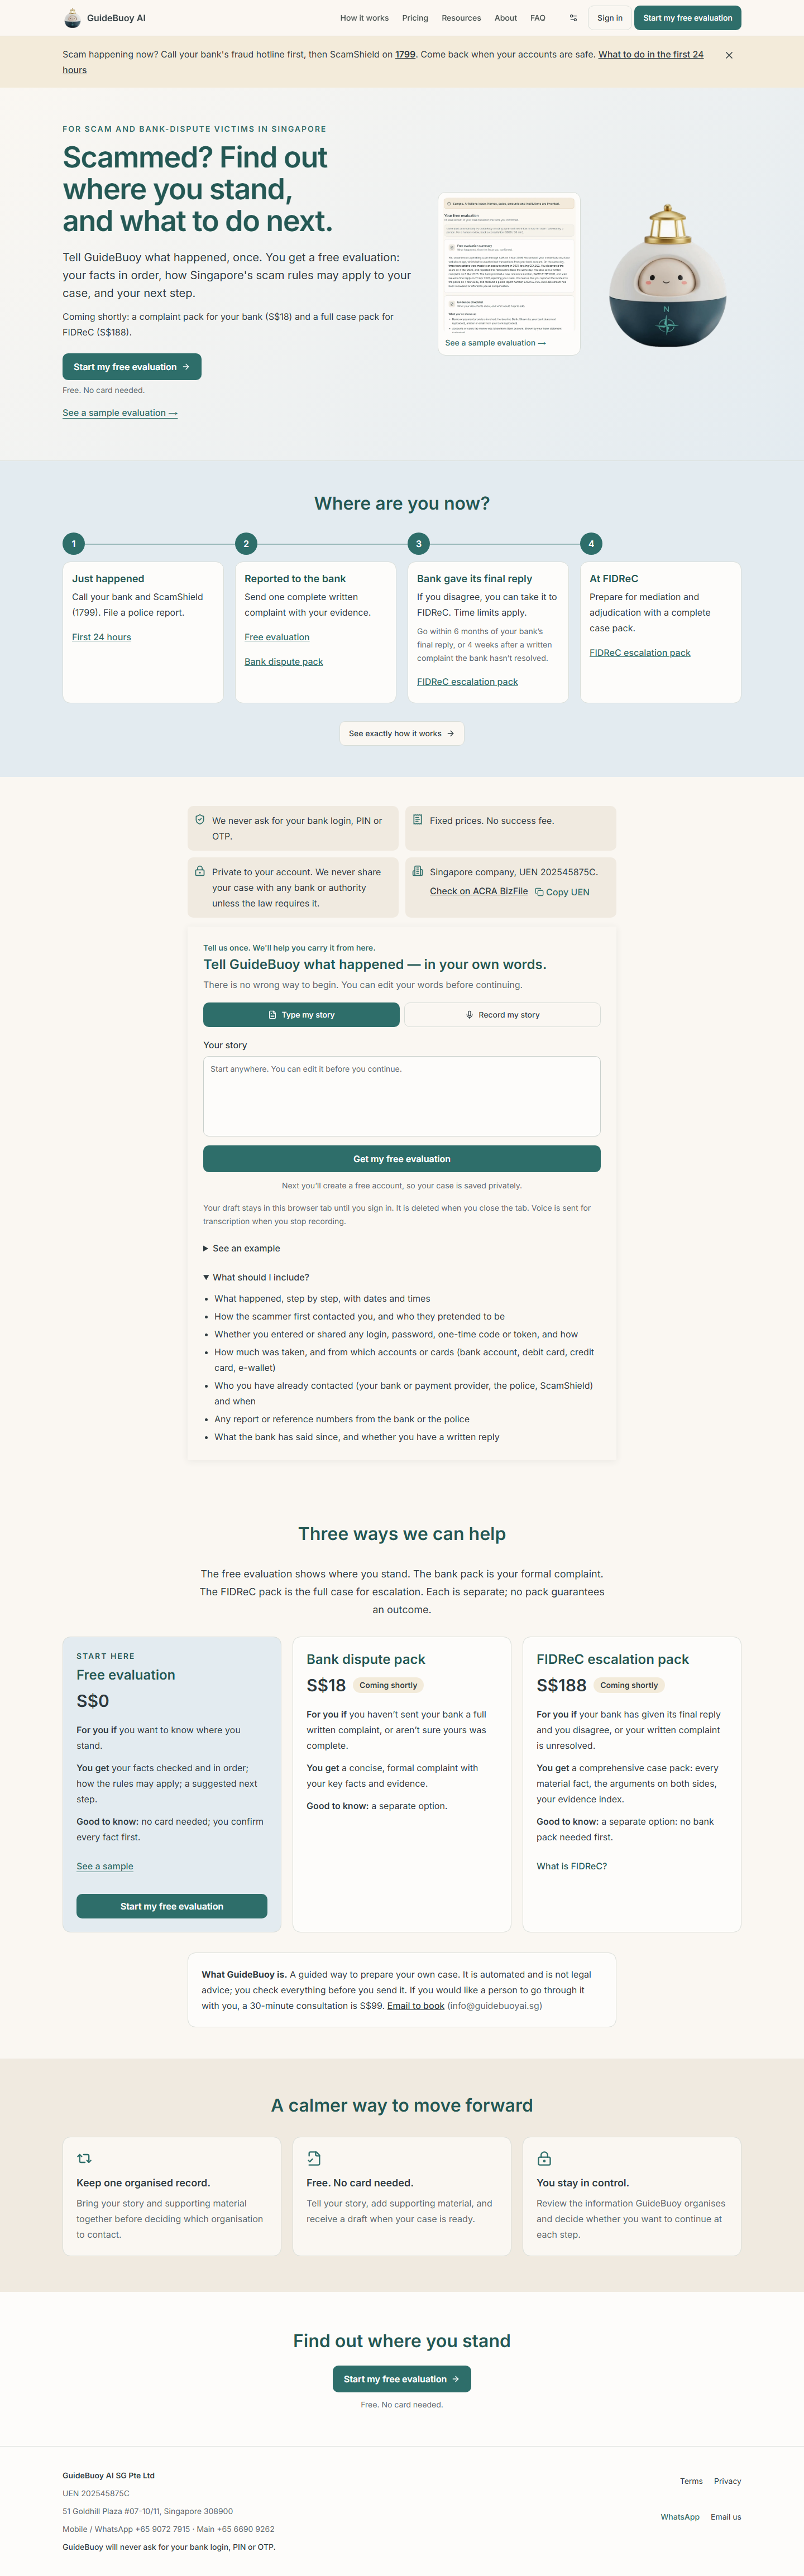 GuideBuoy AI
How it works
Pricing
Resources
About
FAQ
Sign in
Start my free evaluation
Scam happening now? Call your bank's fraud hotline first, then ScamShield on 1799. Come back when your accounts are safe. What to do in the first 24
hours
FOR SCAM AND BANK-DISPUTE VICTIMS IN SINGAPORE
Scammed? Find out
where you stand,
and what to do next.
Tell GuideBuoy what happened, once. You get a free evaluation:
your facts in order, how Singapore's scam rules may apply to your
case, and your next step.
Coming shortly: a complaint pack for your bank (S$18) and a full case pack for
FIDReC (S$188).
Start my free evaluation →
Free. No card needed.
See a sample evaluation →
Your free evaluation
See a sample evaluation →
N
Where are you now?
1
Just happened
Call your bank and ScamShield
(1799). File a police report.
First 24 hours
2
Reported to the bank
Send one complete written
complaint with your evidence.
Free evaluation
Bank dispute pack
3
Bank gave its final reply
If you disagree, you can take it to
FIDReC. Time limits apply.
Go within 6 months of your bank's
final reply, or 4 weeks after a written
complaint the bank hasn't resolved.
FIDReC escalation pack
4
At FIDReC
Prepare for mediation and
adjudication with a complete
case pack.
FIDReC escalation pack
See exactly how it works →
We never ask for your bank login, PIN or
OTP.
Fixed prices. No success fee.
Private to your account. We never share
your case with any bank or authority
unless the law requires it.
Singapore company, UEN 202545875C.
Check on ACRA BizFile
Copy UEN
Tell us once. We'll help you carry it from here.
Tell GuideBuoy what happened — in your own words.
There is no wrong way to begin. You can edit your words before continuing.
Type my story
Record my story
Your story
Start anywhere. You can edit it before you continue.
Get my free evaluation
Next you'll create a free account, so your case is saved privately.
Your draft stays in this browser tab until you sign in. It is deleted when you close the tab. Voice is sent for
transcription when you stop recording.
See an example
What should I include?
• What happened, step by step, with dates and times
• How the scammer first contacted you, and who they pretended to be
• Whether you entered or shared any login, password, one-time code or token, and how
• How much was taken, and from which accounts or cards (bank account, debit card, credit
card, e-wallet)
• Who you have already contacted (your bank or payment provider, the police, ScamShield)
and when
• Any report or reference numbers from the bank or the police
• What the bank has said since, and whether you have a written reply
Three ways we can help
The free evaluation shows where you stand. The bank pack is your formal complaint.
The FIDReC pack is the full case for escalation. Each is separate; no pack guarantees
an outcome.
START HERE
Free evaluation
S$0
For you if you want to know where you
stand.
You get your facts checked and in order;
how the rules may apply; a suggested next
step.
Good to know: no card needed; you confirm
every fact first.
See a sample
Start my free evaluation
Bank dispute pack
S$18 Coming shortly
For you if you haven't sent your bank a full
written complaint, or aren't sure yours was
complete.
You get a concise, formal complaint with
your key facts and evidence.
Good to know: a separate option.
FIDReC escalation pack
S$188 Coming shortly
For you if your bank has given its final reply
and you disagree, or your written complaint
is unresolved.
You get a comprehensive case pack: every
material fact, the arguments on both sides,
your evidence index.
Good to know: a separate option: no bank
pack needed first.
What is FIDReC?
What GuideBuoy is. A guided way to prepare your own case. It is automated and is not legal
advice; you check everything before you send it. If you would like a person to go through it
with you, a 30-minute consultation is S$99. Email to book (info@guidebuoyai.sg)
A calmer way to move forward
Keep one organised record.
Bring your story and supporting material
together before deciding which organisation
to contact.
Free. No card needed.
Tell your story, add supporting material, and
receive a draft when your case is ready.
You stay in control.
Review the information GuideBuoy organises
and decide whether you want to continue at
each step.
Find out where you stand
Start my free evaluation →
Free. No card needed.
GuideBuoy AI SG Pte Ltd
UEN 202545875C
51 Goldhill Plaza #07-10/11, Singapore 308900
Mobile / WhatsApp +65 9072 7915 · Main +65 6690 9262
GuideBuoy will never ask for your bank login, PIN or OTP.
Terms
Privacy
WhatsApp
Email us